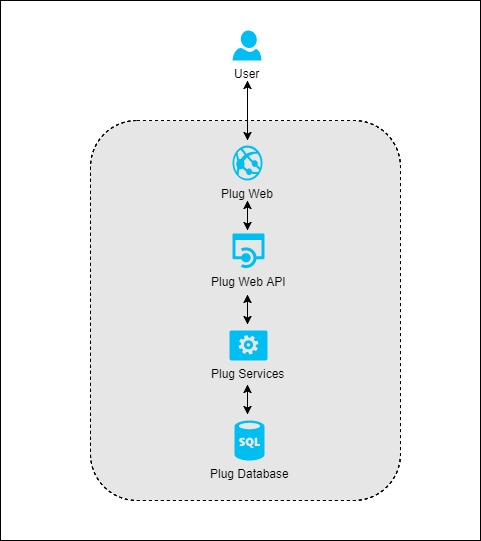 User
Plug Web
Plug Web API
Plug Services
SQL
Plug Database